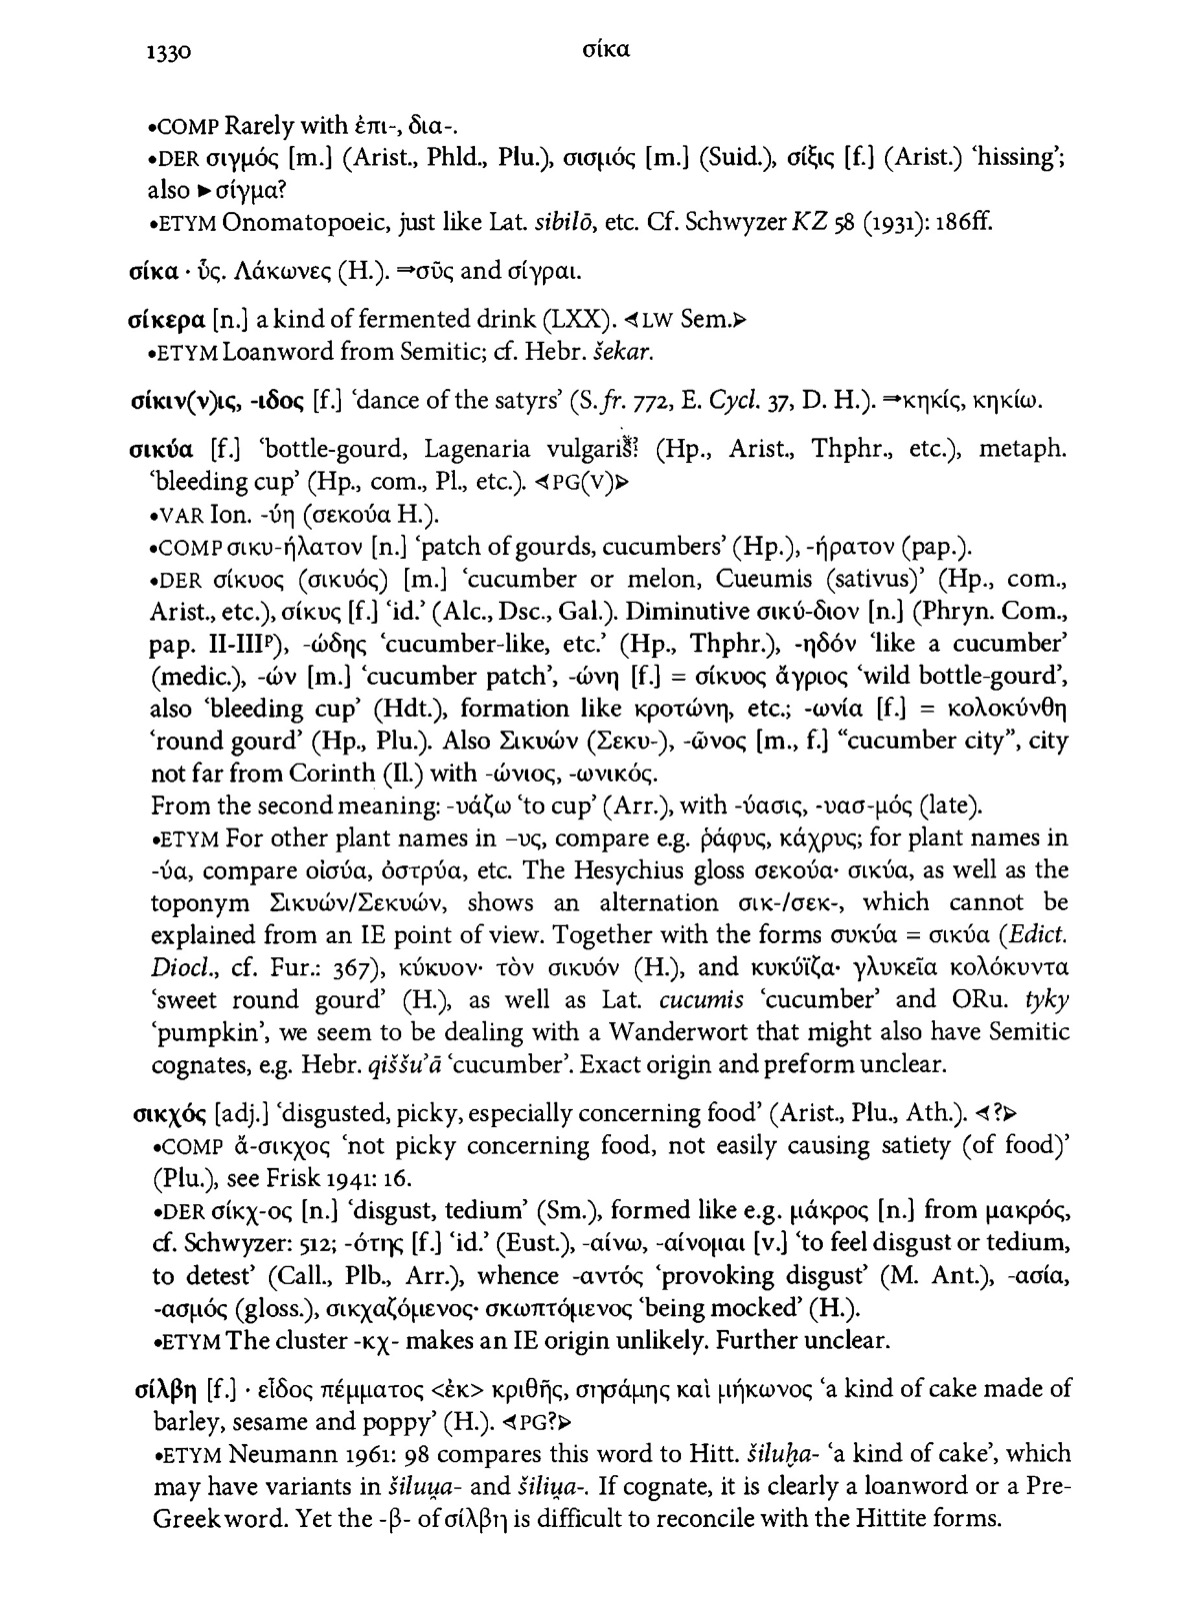 1330 σίκα
•COMP Rarely with ἐπι-, δια-.
•DER σιγμός [m.] (Arist., Phld., Plu.), σισμός [m.] (Suid.), σίξις [f.] (Arist.) ‘hissing’;
also ►σίγμα?
•ETYM Onomatopoeic, just like Lat. sibilō, etc. Cf. Schwyzer KZ 58 (1931): 186ff.
σίκα · ὗς. Λάκωνες (H.). ⇒σῦς and σίγραι.
σίκερα [n.] a kind of fermented drink (LXX). ⋖LW Sem.⋗
•ETYM Loanword from Semitic; cf. Hebr. šekar.
σίκιν(ν)ις, -ιδος [f.] ‘dance of the satyrs’ (S. fr. 772, E. Cycl. 37, D. H.). ⇒κηκίς, κηκίω.
σικύα [f.] ‘bottle-gourd, Lagenaria vulgaris’ (Hp., Arist., Thphr., etc.), metaph.
‘bleeding cup’ (Hp., com., Pl., etc.). ⋖PG(V)⋗
•VAR Ion. -ύη (σεκούα H.).
•COMP σικυ-ήλατον [n.] ‘patch of gourds, cucumbers’ (Hp.), -ήρατον (pap.).
•DER σίκυος (σικυός) [m.] ‘cucumber or melon, Cueumis (sativus)’ (Hp., com.,
Arist., etc.), σίκυς [f.] ‘id.’ (Alc., Dsc., Gal.). Diminutive σικύ-διον [n.] (Phryn. Com.,
pap. II-IIIᵖ), -ώδης ‘cucumber-like, etc.’ (Hp., Thphr.), -ηδόν ‘like a cucumber’
(medic.), -ών [m.] ‘cucumber patch’, -ώνη [f.] = σίκυος ἄγριος ‘wild bottle-gourd’,
also ‘bleeding cup’ (Hdt.), formation like κροτώνη, etc.; -ωνία [f.] = κολοκύνθη
‘round gourd’ (Hp., Plu.). Also Σικυών (Σεκυ-), -ῶνος [m., f.] “cucumber city”, city
not far from Corinth (Il.) with -ώνιος, -ωνικός.
From the second meaning: -υάζω ‘to cup’ (Arr.), with -ύασις, -υασ-μός (late).
•ETYM For other plant names in –υς, compare e.g. ῥάφυς, κάχρυς; for plant names in
-ύα, compare οἰσύα, ὀστρύα, etc. The Hesychius gloss σεκούα· σικύα, as well as the
toponym Σικυών/Σεκυών, shows an alternation σικ-/σεκ-, which cannot be
explained from an IE point of view. Together with the forms συκύα = σικύα (Edict.
Diocl., cf. Fur.: 367), κύκυον· τὸν σικυόν (H.), and κυκύϊζα· γλυκεῖα κολόκυντα
‘sweet round gourd’ (H.), as well as Lat. cucumis ‘cucumber’ and ORu. tyky
‘pumpkin’, we seem to be dealing with a Wanderwort that might also have Semitic
cognates, e.g. Hebr. qiššu’ā ‘cucumber’. Exact origin and preform unclear.
σικχός [adj.] ‘disgusted, picky, especially concerning food’ (Arist., Plu., Ath.). ⋖?⋗
•COMP ἄ-σικχος ‘not picky concerning food, not easily causing satiety (of food)’
(Plu.), see Frisk 1941: 16.
•DER σίκχ-ος [n.] ‘disgust, tedium’ (Sm.), formed like e.g. μάκρος [n.] from μακρός,
cf. Schwyzer: 512; -ότης [f.] ‘id.’ (Eust.), -αίνω, -αίνομαι [v.] ‘to feel disgust or tedium,
to detest’ (Call., Plb., Arr.), whence -αντός ‘provoking disgust’ (M. Ant.), -ασία,
-ασμός (gloss.), σικχαζόμενος· σκωπτόμενος ‘being mocked’ (H.).
•ETYM The cluster -κχ- makes an IE origin unlikely. Further unclear.
σίλβη [f.] · εἶδος πέμματος <ἐκ> κριθῆς, σησάμης καὶ μήκωνος ‘a kind of cake made of
barley, sesame and poppy’ (H.). ⋖PG?⋗
•ETYM Neumann 1961: 98 compares this word to Hitt. šiluḫa- ‘a kind of cake’, which
may have variants in šiluu̯a- and šiliu̯a-. If cognate, it is clearly a loanword or a Pre-
Greek word. Yet the -β- of σίλβη is difficult to reconcile with the Hittite forms.